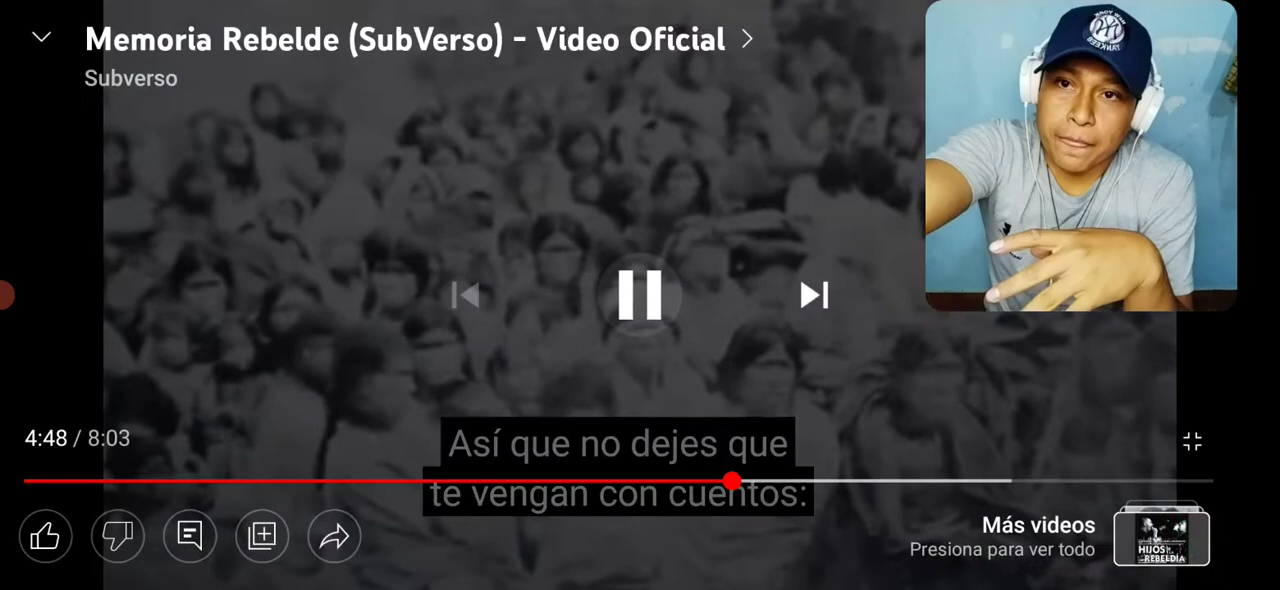 Memoria Rebelde (SubVerso) - Video Oficial
Subverso
4:48 / 8:03
Así que no dejes que
te vengan con cuentos:
Más videos
Presiona para ver todo
HIJOS
REBELDIA